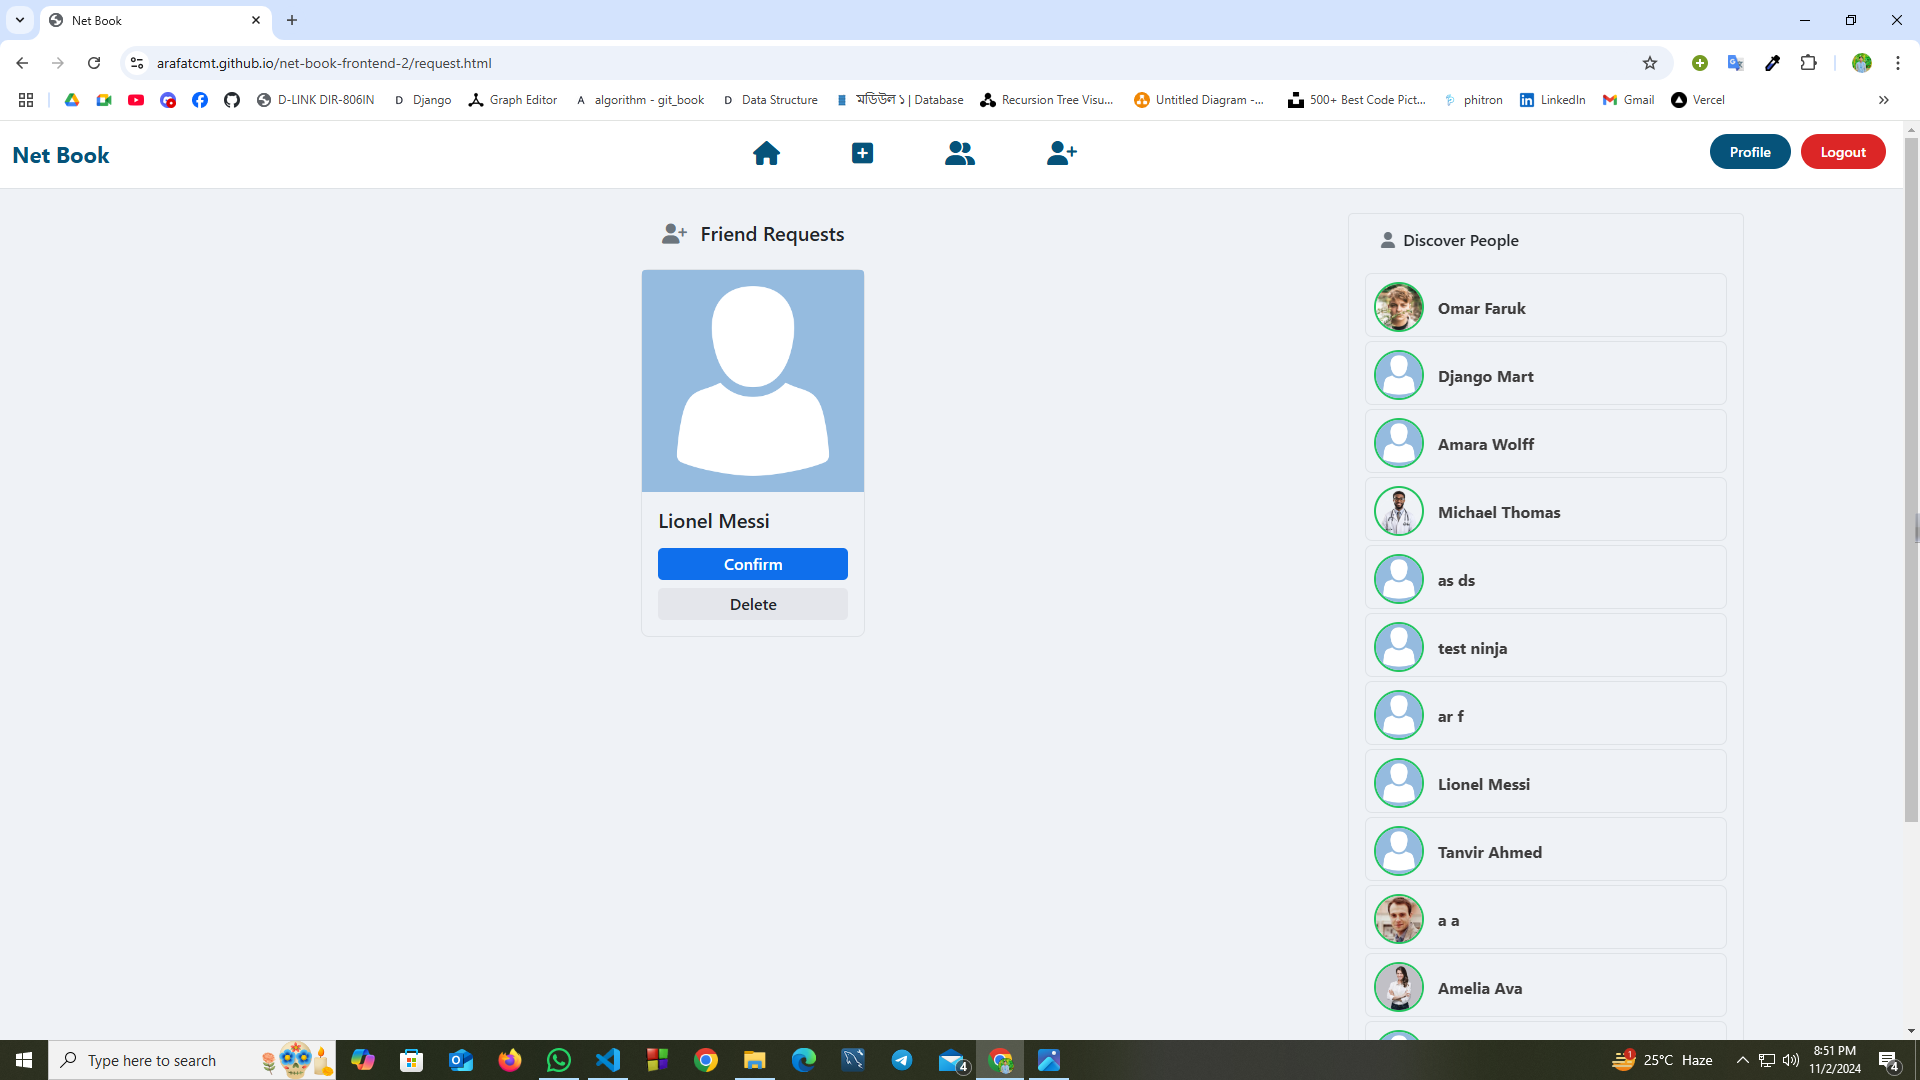 Net Book
arafatcmt.github.io/net-book-frontend-2/request.html
D-LINK DIR-806IN
Django
Graph Editor
algorithm - git_book
Data Structure
মডিউল ১ | Database
Recursion Tree Visu...
Untitled Diagram -...
500+ Best Code Pict...
phitron
LinkedIn
Gmail
Vercel
Net Book
Profile
Logout
Friend Requests
Lionel Messi
Confirm
Delete
Discover People
Omar Faruk
Django Mart
Amara Wolff
Michael Thomas
as ds
test ninja
ar f
Lionel Messi
Tanvir Ahmed
a a
Amelia Ava
Type here to search
4
1
25°C Haze
8:51 PM
11/2/2024
4